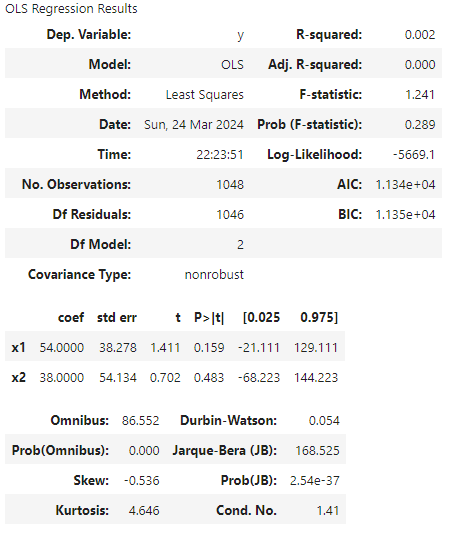 OLS Regression Results
Dep. Variable: y R-squared: 0.002
Model: OLS Adj. R-squared: 0.000
Method: Least Squares F-statistic: 1.241
Date: Sun, 24 Mar 2024 Prob (F-statistic): 0.289
Time: 22:23:51 Log-Likelihood: -5669.1
No. Observations: 1048 AIC: 1.134e+04
Df Residuals: 1046 BIC: 1.135e+04
Df Model: 2
Covariance Type: nonrobust
coef std err t P>|t| [0.025 0.975]
x1 54.0000 38.278 1.411 0.159 -21.111 129.111
x2 38.0000 54.134 0.702 0.483 -68.223 144.223
Omnibus: 86.552 Durbin-Watson: 0.054
Prob(Omnibus): 0.000 Jarque-Bera (JB): 168.525
Skew: -0.536 Prob(JB): 2.54e-37
Kurtosis: 4.646 Cond. No. 1.41